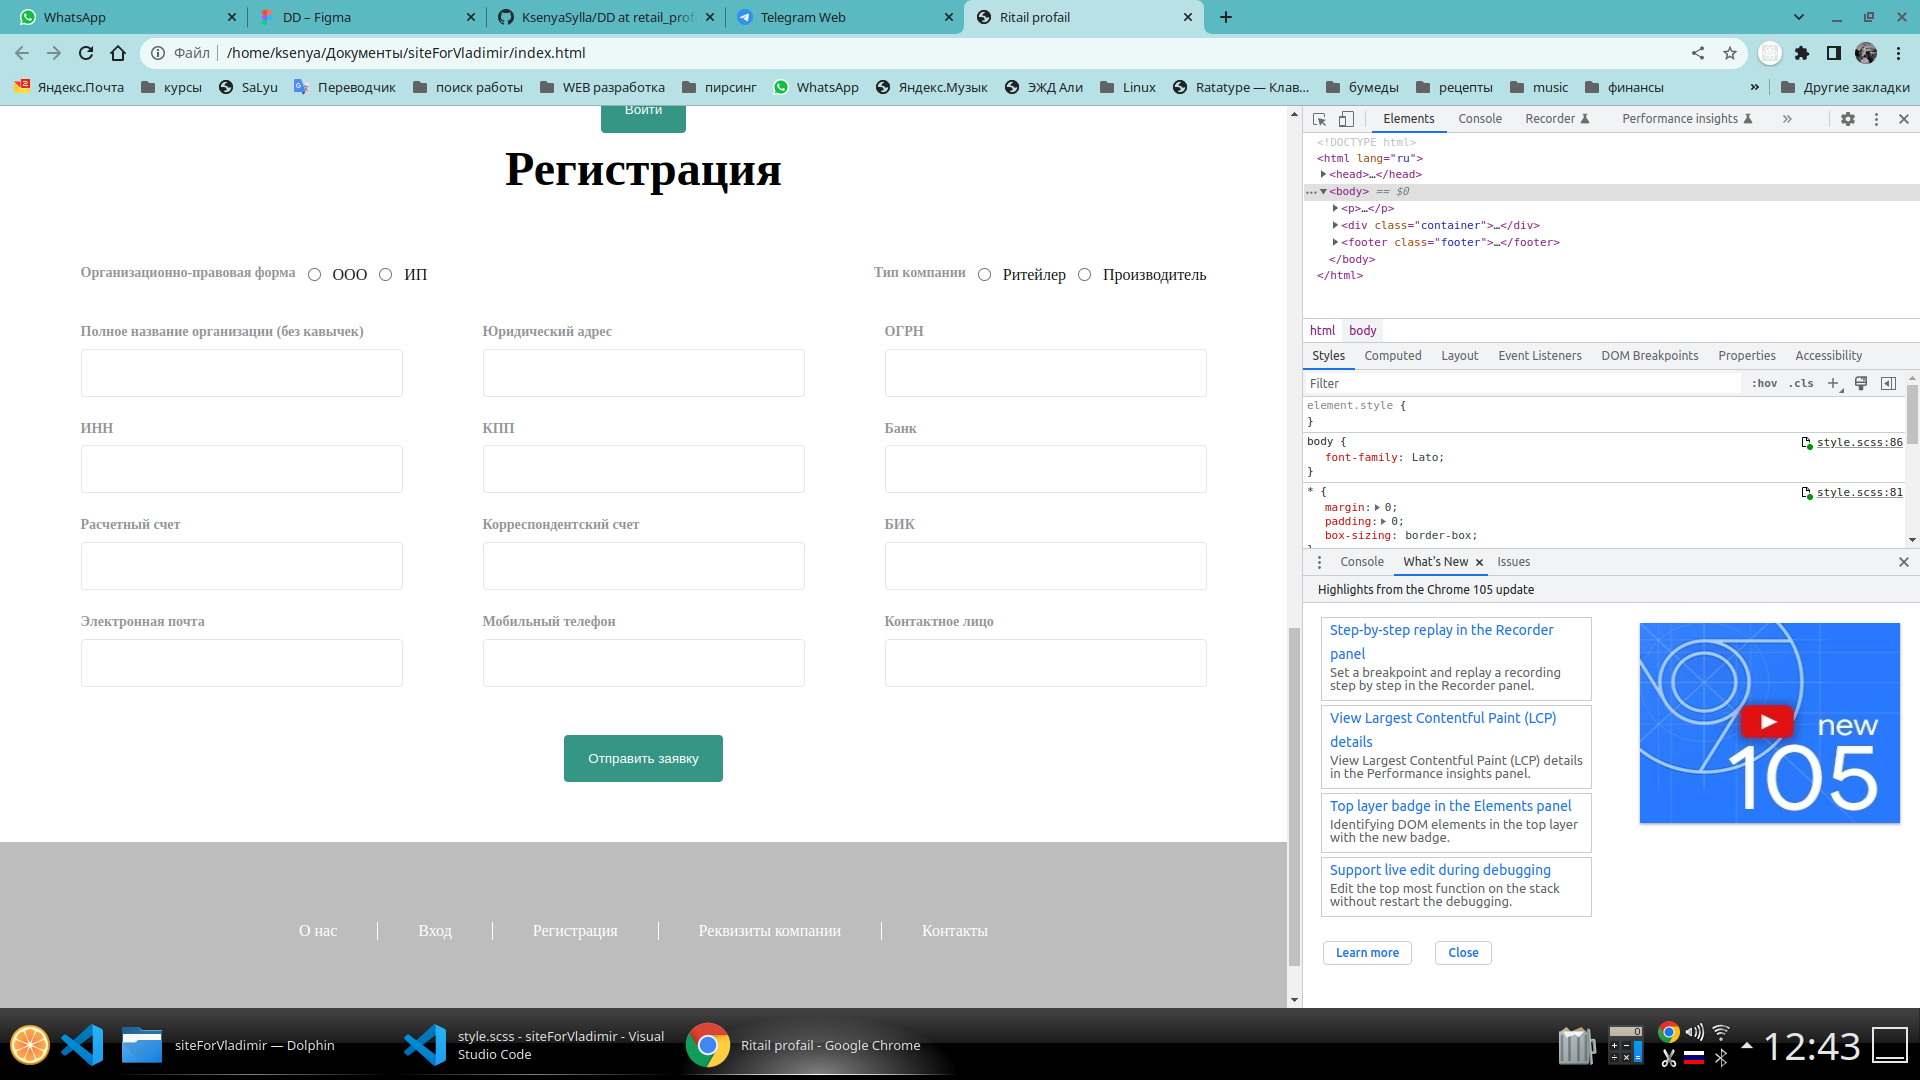 WhatsApp
DD – Figma
KsenyaSylla/DD at retail_prof
Telegram Web
Ritail profail
Файл
/home/ksenya/Документы/siteForVladimir/index.html
Яндекс.Почта
курсы
SaLyu
Переводчик
поиск работы
WEB разработка
пирсинг
WhatsApp
Яндекс.Музык
ЭЖД Али
Linux
Ratatype — Клав...
бумеды
рецепты
music
финансы
»
Другие закладки
Войти
Регистрация
Организационно-правовая форма ООО ИП
Тип компании Ритейлер Производитель
Полное название организации (без кавычек)
Юридический адрес
ОГРН
ИНН
КПП
Банк
Расчетный счет
Корреспондентский счет
БИК
Электронная почта
Мобильный телефон
Контактное лицо
Отправить заявку
О нас
Вход
Регистрация
Реквизиты компании
Контакты
Elements
Console
Recorder
Performance insights
»
<!DOCTYPE html>
<html lang="ru">
<head>…</head>
<body> == $0
<p>…</p>
<div class="container">…</div>
<footer class="footer">…</footer>
</body>
</html>
html body
Styles
Computed
Layout
Event Listeners
DOM Breakpoints
Properties
Accessibility
Filter
:hov .cls
element.style {
}
body {
style.scss:86
font-family: Lato;
}
* {
style.scss:81
margin: 0;
padding: 0;
box-sizing: border-box;
Console
What's New
Issues
Highlights from the Chrome 105 update
Step-by-step replay in the Recorder
panel
Set a breakpoint and replay a recording
step by step in the Recorder panel.
View Largest Contentful Paint (LCP)
details
View Largest Contentful Paint (LCP) details
in the Performance insights panel.
Top layer badge in the Elements panel
Identifying DOM elements in the top layer
with the new badge.
Support live edit during debugging
Edit the top most function on the stack
without restart the debugging.
new
105
Learn more
Close
siteForVladimir — Dolphin
style.scss - siteForVladimir - Visual
Studio Code
Ritail profail - Google Chrome
12:43